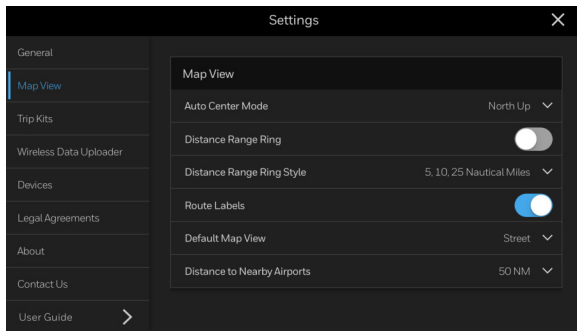 Settings
General
Map View
Trip Kits
Wireless Data Uploader
Devices
Legal Agreements
About
Contact Us
User Guide
Map View
Auto Center Mode North Up
Distance Range Ring
Distance Range Ring Style 5, 10, 25 Nautical Miles
Route Labels
Default Map View Street
Distance to Nearby Airports 50 NM